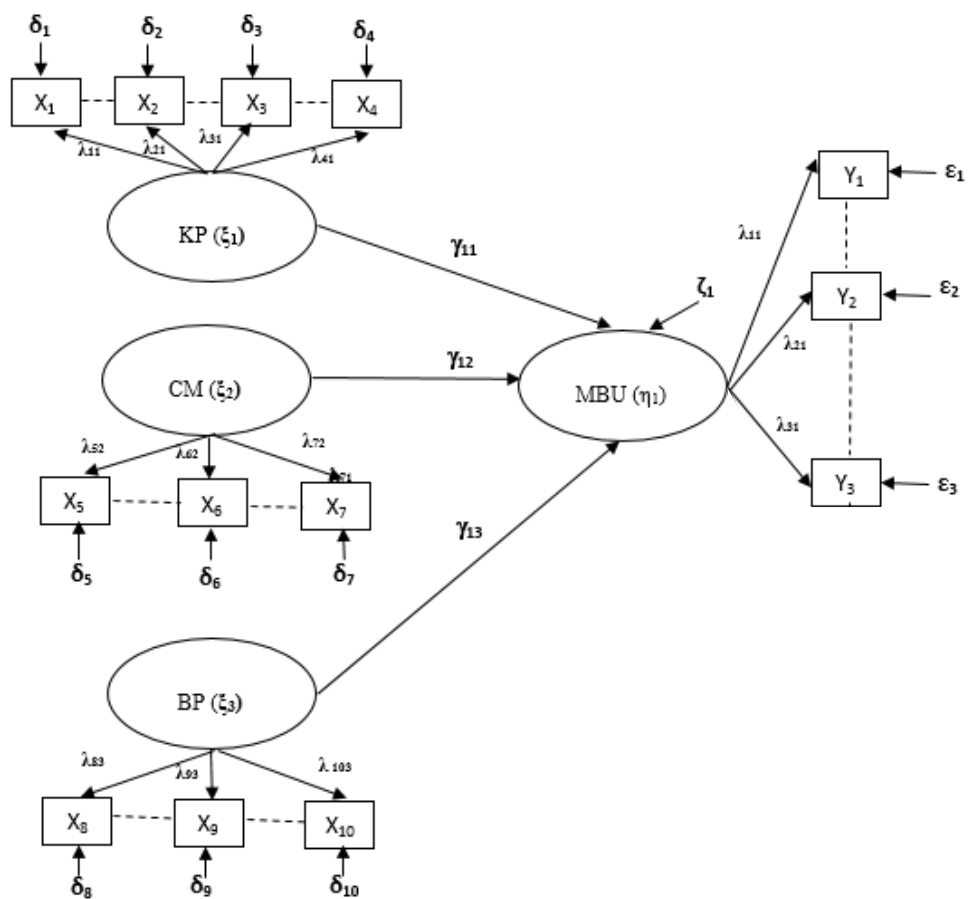 δ₁ δ₂ δ₃ δ₄
X₁ X₂ X₃ X₄
λ₁₁ λ₂₁ λ₃₁ λ₄₁
KP (ξ₁)
γ₁₁
Y₁ ε₁
λ₁₁
ζ₁
Y₂ ε₂
λ₂₁
CM (ξ₂)
γ₁₂
MBU (η₁)
λ₃₁
λ₅₂ λ₆₂ λ₇₂
X₅ X₆ X₇
Y₃ ε₃
δ₅ δ₆ δ₇
γ₁₃
BP (ξ₃)
λ₈₃ λ₉₃ λ₁₀₃
X₈ X₉ X₁₀
δ₈ δ₉ δ₁₀